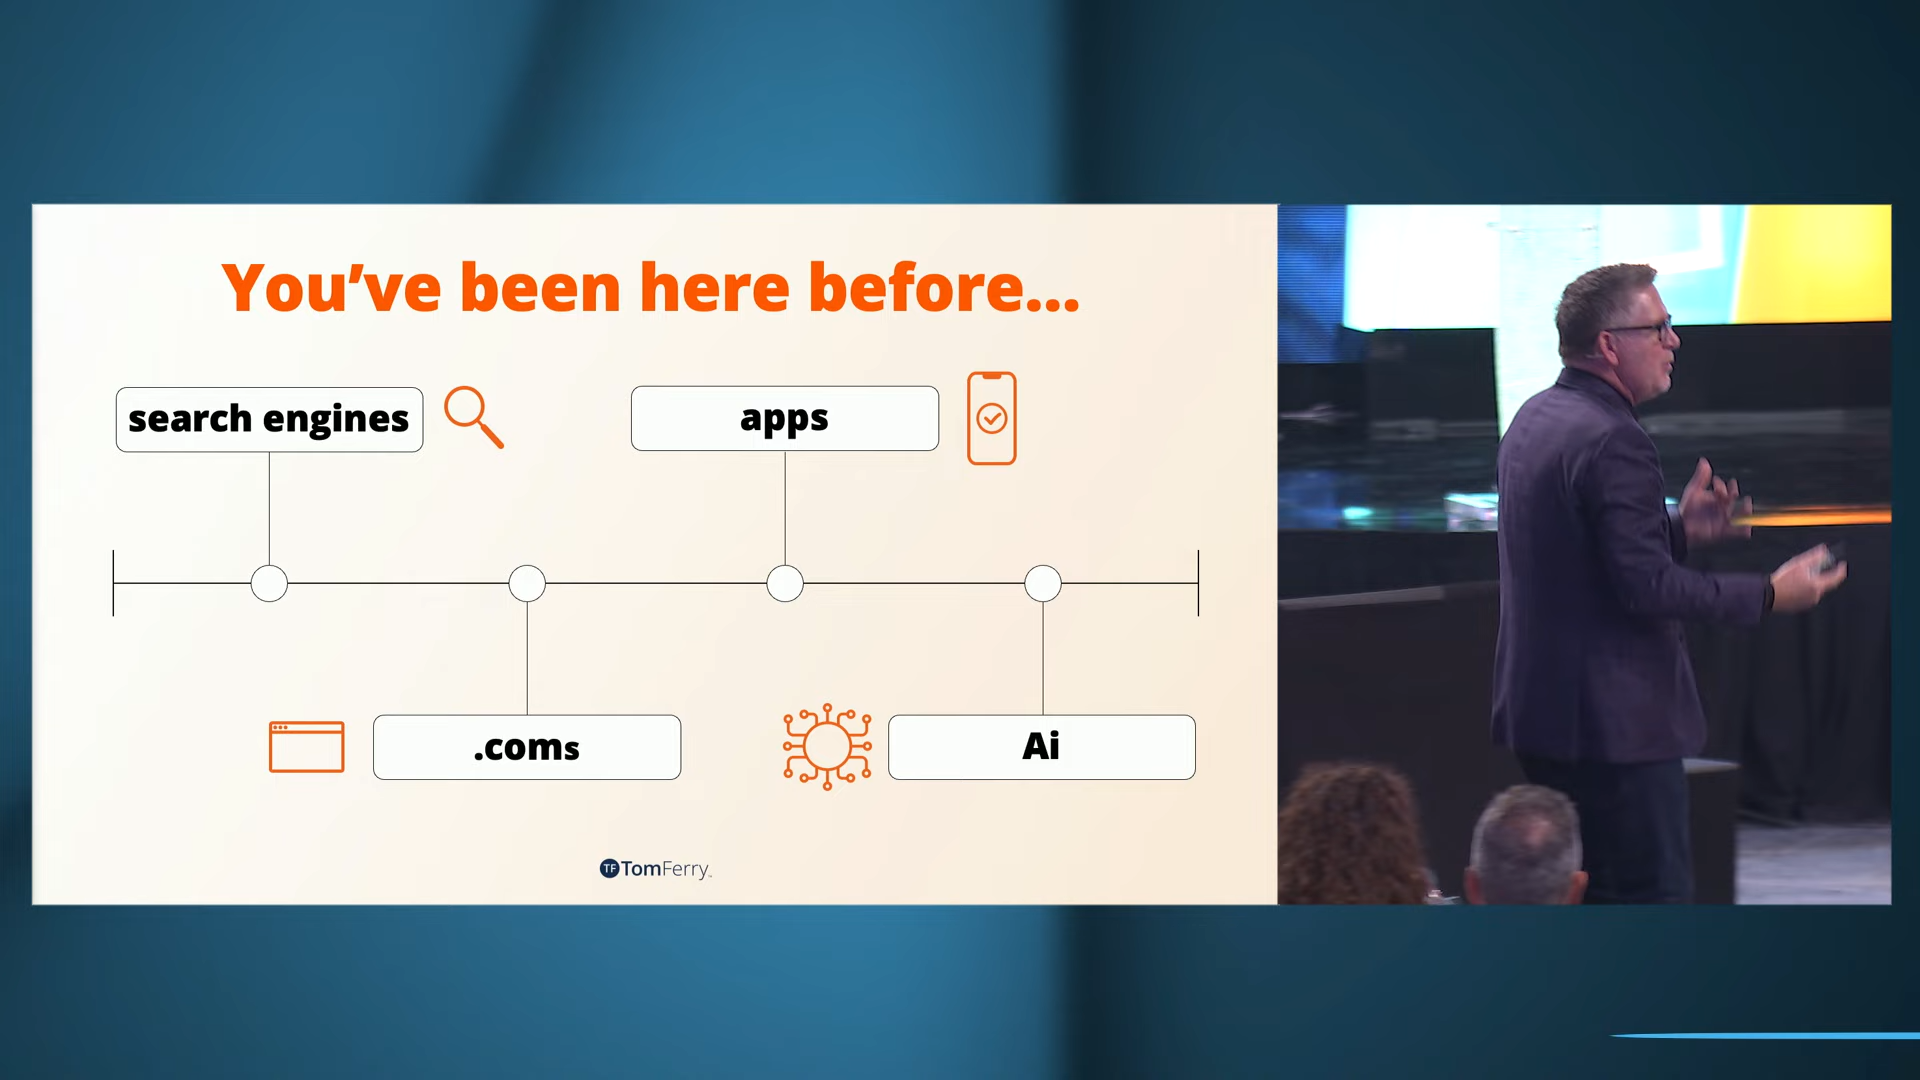 You've been here before...
search engines
apps
.coms
Ai
TF TomFerry